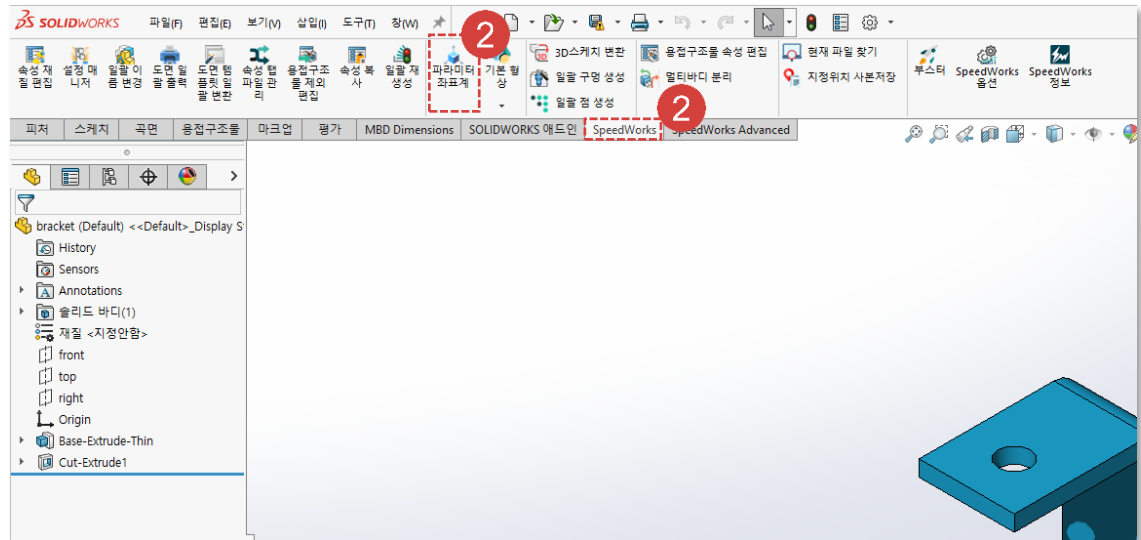 SOLIDWORKS 파일(F) 편집(E) 보기(V) 삽입(I) 도구(T) 창(W)
2
속성 재질 편집
설정 매니저
일괄 이름 변경
도면 일괄 출력
도면 템플릿 일괄 변환
속성 탭 파일 관리
용접구조물 제외 편집
속성 복사
일괄 재생성
파라미터 좌표계
기본 형상
3D스케치 변환
일괄 구멍 생성
일괄 점 생성
용접구조물 속성 편집
멀티바디 분리
현재 파일 찾기
지정위치 사본저장
부스터
SpeedWorks 옵션
SpeedWorks 정보
2
피처 스케치 곡면 용접구조물 마크업 평가 MBD Dimensions SOLIDWORKS 애드인 SpeedWorks SpeedWorks Advanced
bracket (Default) <<Default>_Display S
History
Sensors
Annotations
솔리드 바디(1)
재질 <지정안함>
front
top
right
Origin
Base-Extrude-Thin
Cut-Extrude1